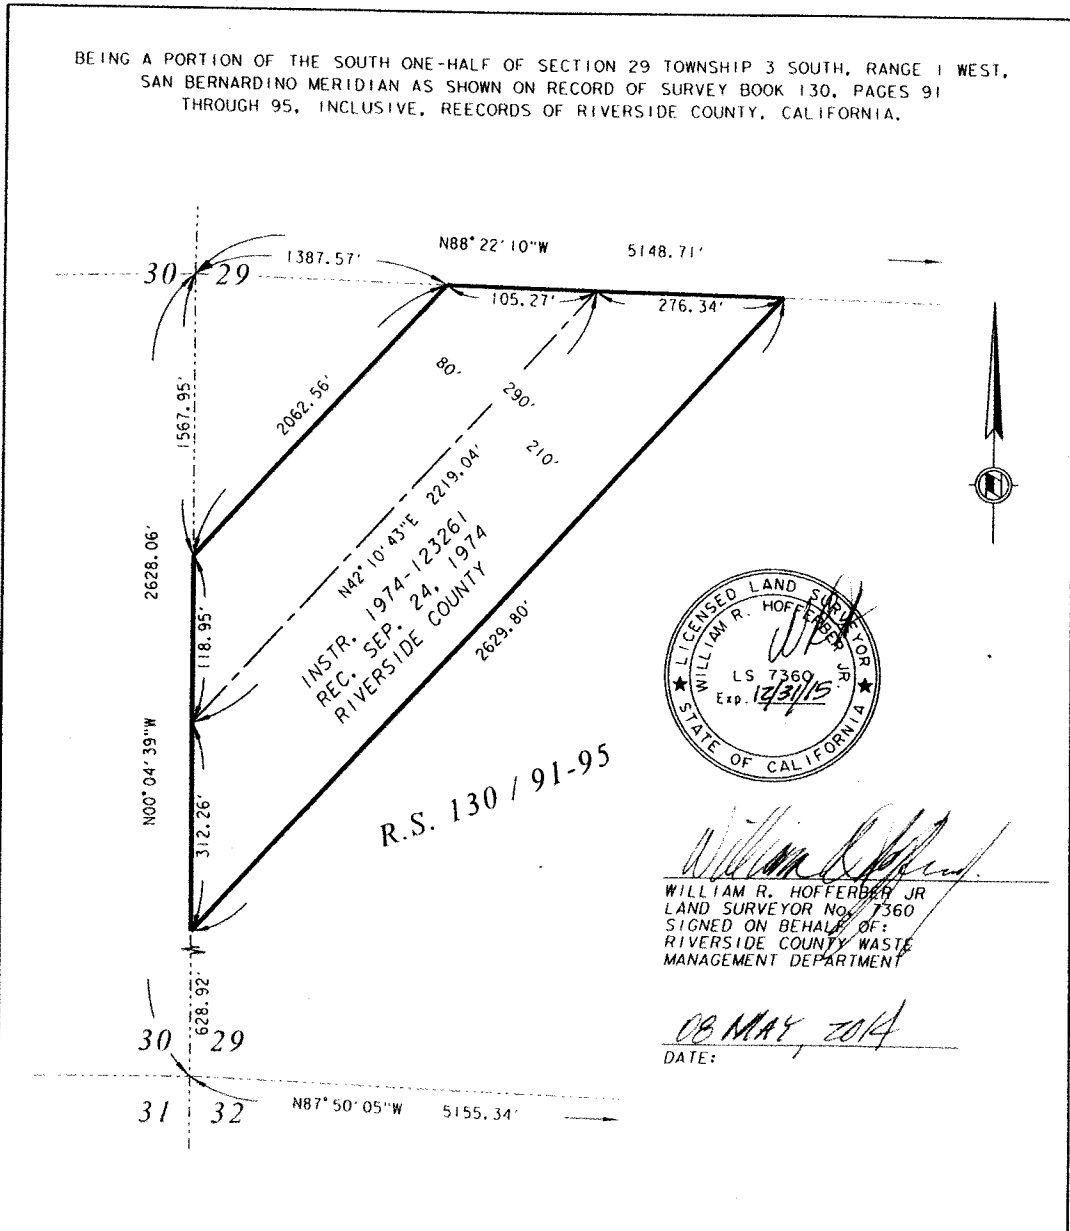 BEING A PORTION OF THE SOUTH ONE-HALF OF SECTION 29 TOWNSHIP 3 SOUTH, RANGE 1 WEST,
SAN BERNARDINO MERIDIAN AS SHOWN ON RECORD OF SURVEY BOOK 130, PAGES 91
THROUGH 95, INCLUSIVE, REECORDS OF RIVERSIDE COUNTY, CALIFORNIA.
N88°22'10"W 5148.71'
1387.57'
30 29
105.27'
276.34'
80'
290'
210'
2062.56'
1567.95'
2628.06'
N42°10'43"E 2219.04'
INSTR. 1974-123261
REC. SEP. 24, 1974
RIVERSIDE COUNTY
2629.80'
118.95'
N00°04'39"W
312.26'
R.S. 130 / 91-95
LICENSED LAND SURVEYOR
WILLIAM R. HOFFERBER JR.
LS 7360
Exp. 12/31/15
STATE OF CALIFORNIA
WILLIAM R. HOFFERBER JR
LAND SURVEYOR No. 7360
SIGNED ON BEHALF OF:
RIVERSIDE COUNTY WASTE
MANAGEMENT DEPARTMENT
08 MAY, 2014
DATE:
628.92'
30 29
31 32
N87°50'05"W 5155.34'